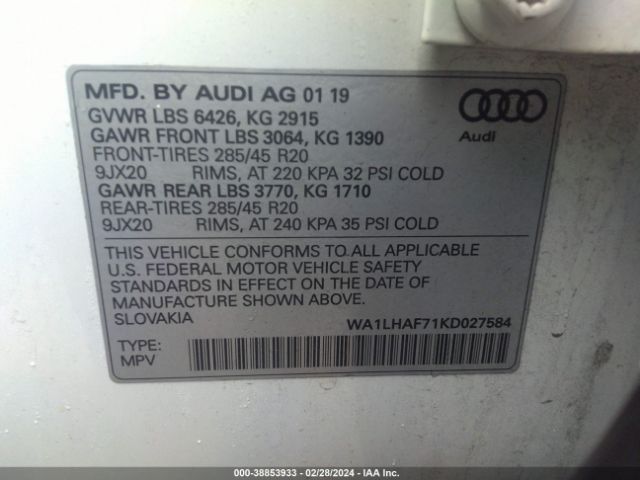 MFD. BY AUDI AG 01 19
GVWR LBS 6426, KG 2915
GAWR FRONT LBS 3064, KG 1390
FRONT-TIRES 285/45 R20
9JX20 RIMS, AT 220 KPA 32 PSI COLD
GAWR REAR LBS 3770, KG 1710
REAR-TIRES 285/45 R20
9JX20 RIMS, AT 240 KPA 35 PSI COLD
Audi
THIS VEHICLE CONFORMS TO ALL APPLICABLE
U.S. FEDERAL MOTOR VEHICLE SAFETY
STANDARDS IN EFFECT ON THE DATE OF
MANUFACTURE SHOWN ABOVE.
SLOVAKIA WA1LHAF71KD027584
TYPE:
MPV
000-38853933 - 02/28/2024 - IAA Inc.